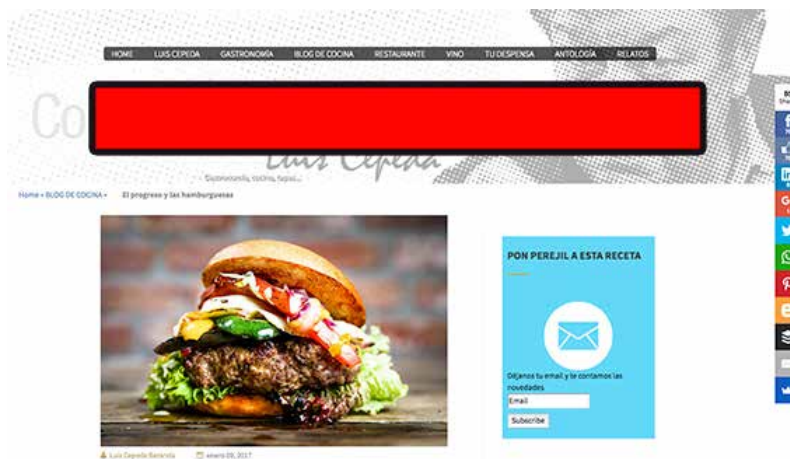 HOME LUIS CEPEDA GASTRONOMÍA BLOG DE COCINA RESTAURANTE VINO TU DESPENSA ANTOLOGÍA RELATOS
Co
Luis Cepeda
Gastronomía, cocina, tapas...
Home » BLOG DE COCINA » El progreso y las hamburguesas
PON PEREJIL A ESTA RECETA
Déjanos tu email y te contamos las
novedades
Email
Subscribe
Luis Cepeda Baranda enero 09, 2017